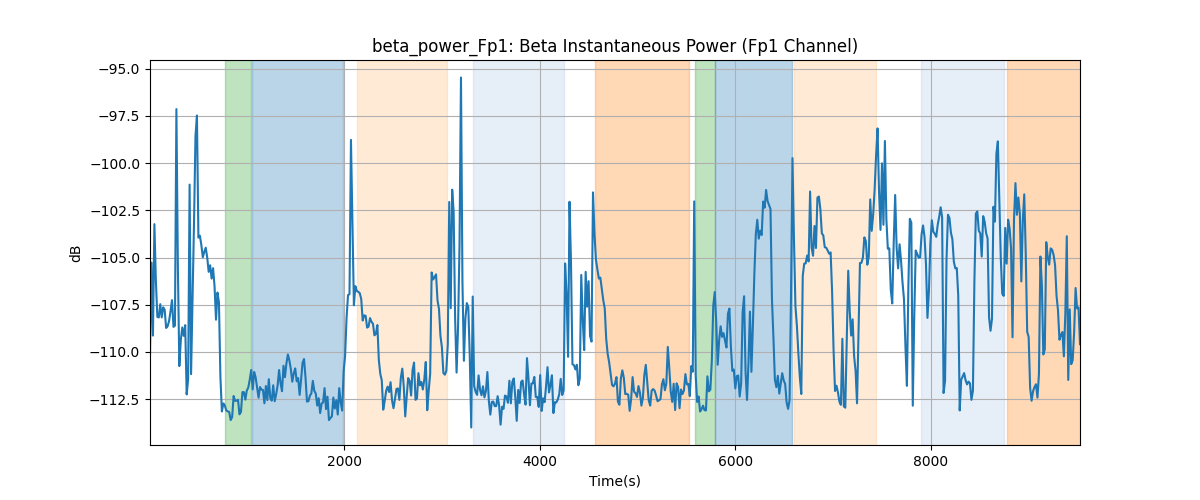 beta_power_Fp1: Beta Instantaneous Power (Fp1 Channel)
−95.0
−97.5
−100.0
−102.5
−105.0
−107.5
−110.0
−112.5
dB
2000 4000 6000 8000
Time(s)